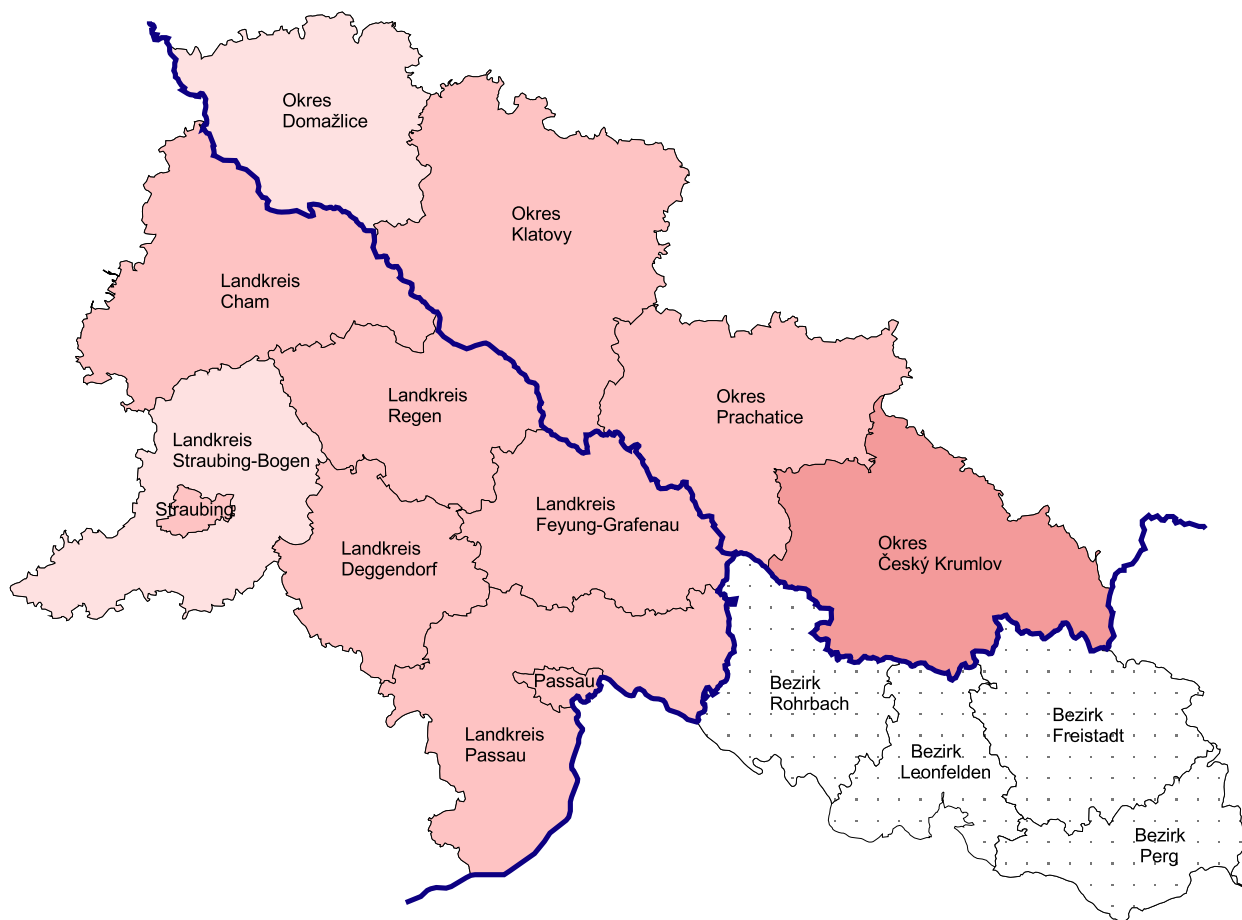 Okres
Domažlice
Okres
Klatovy
Landkreis
Cham
Landkreis
Regen
Okres
Prachatice
Landkreis
Straubing-Bogen
Straubing
Landkreis
Feyung-Grafenau
Landkreis
Deggendorf
Okres
Český Krumlov
Passau
Bezirk
Rohrbach
Landkreis
Passau
Bezirk
Freistadt
Bezirk.
Leonfelden
Bezirk
Perg